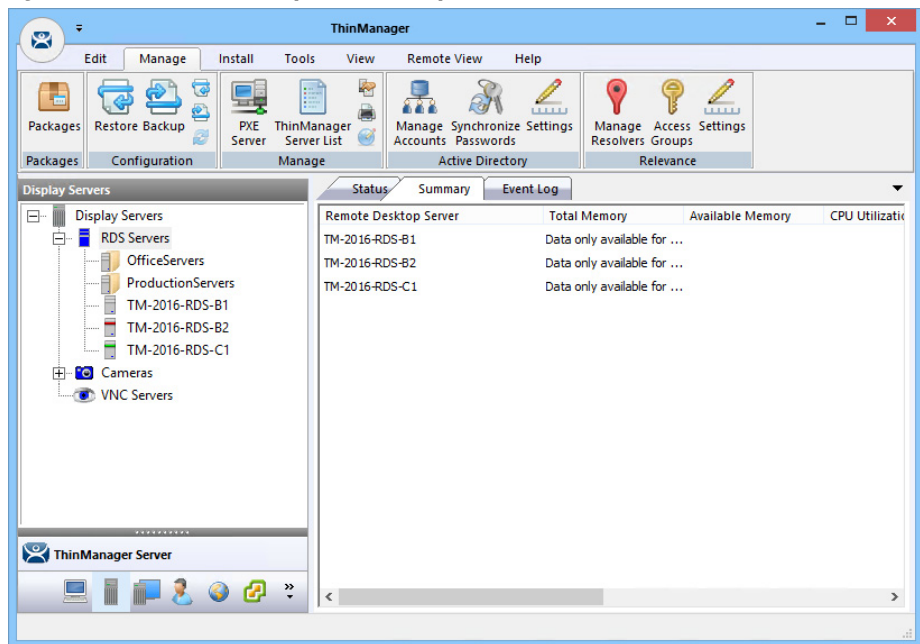 ThinManager
Edit Manage Install Tools View Remote View Help
Packages Restore Backup PXE Server ThinManager Server List Manage Accounts Synchronize Passwords Settings Manage Resolvers Access Groups Settings
Packages Configuration Manage Active Directory Relevance
Display Servers
Status Summary Event Log
Display Servers
RDS Servers
OfficeServers
ProductionServers
TM-2016-RDS-B1
TM-2016-RDS-B2
TM-2016-RDS-C1
Cameras
VNC Servers
Remote Desktop Server Total Memory Available Memory CPU Utilizatio
TM-2016-RDS-B1 Data only available for ...
TM-2016-RDS-B2 Data only available for ...
TM-2016-RDS-C1 Data only available for ...
ThinManager Server